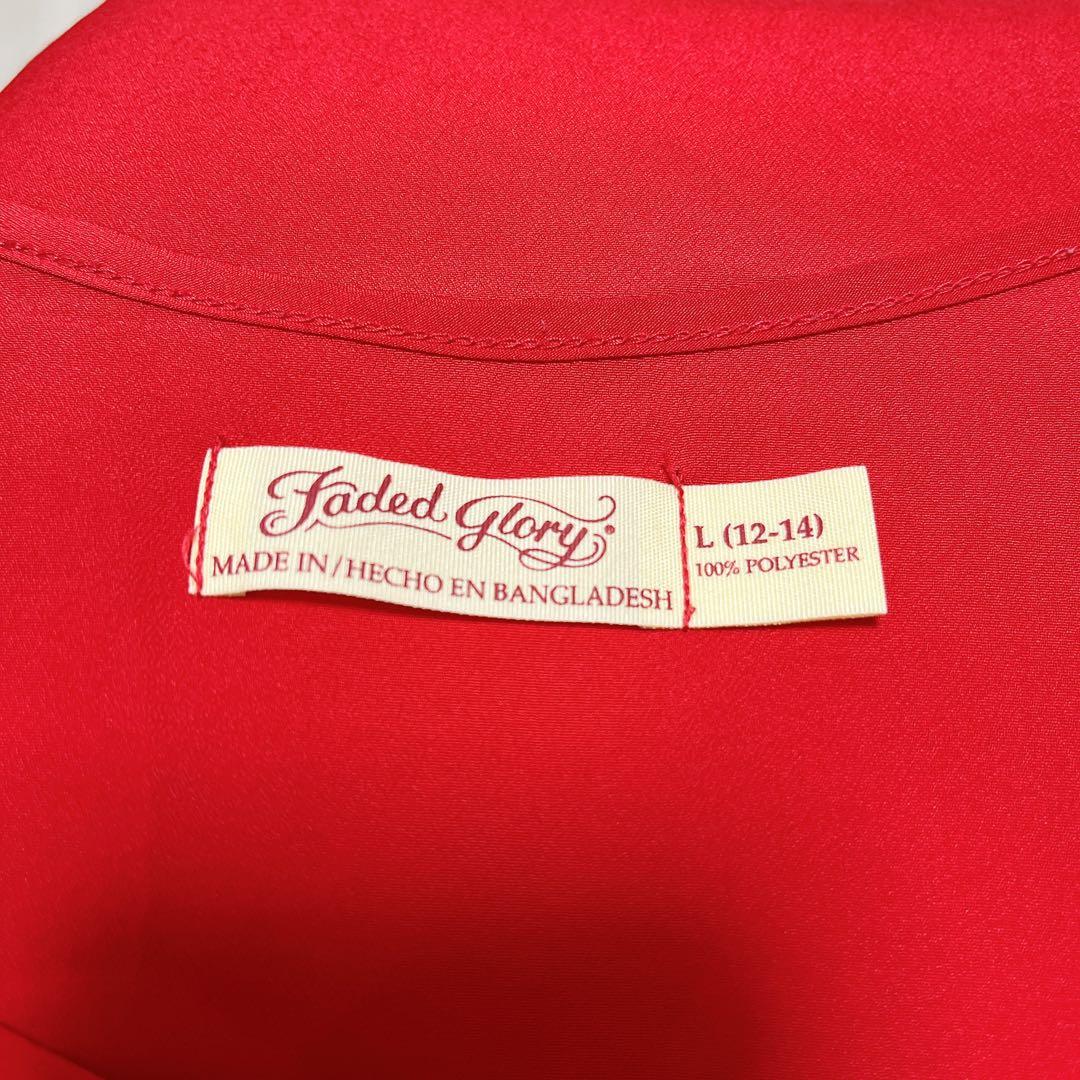 Faded Glory®
MADE IN/HECHO EN BANGLADESH
L (12-14)
100% POLYESTER